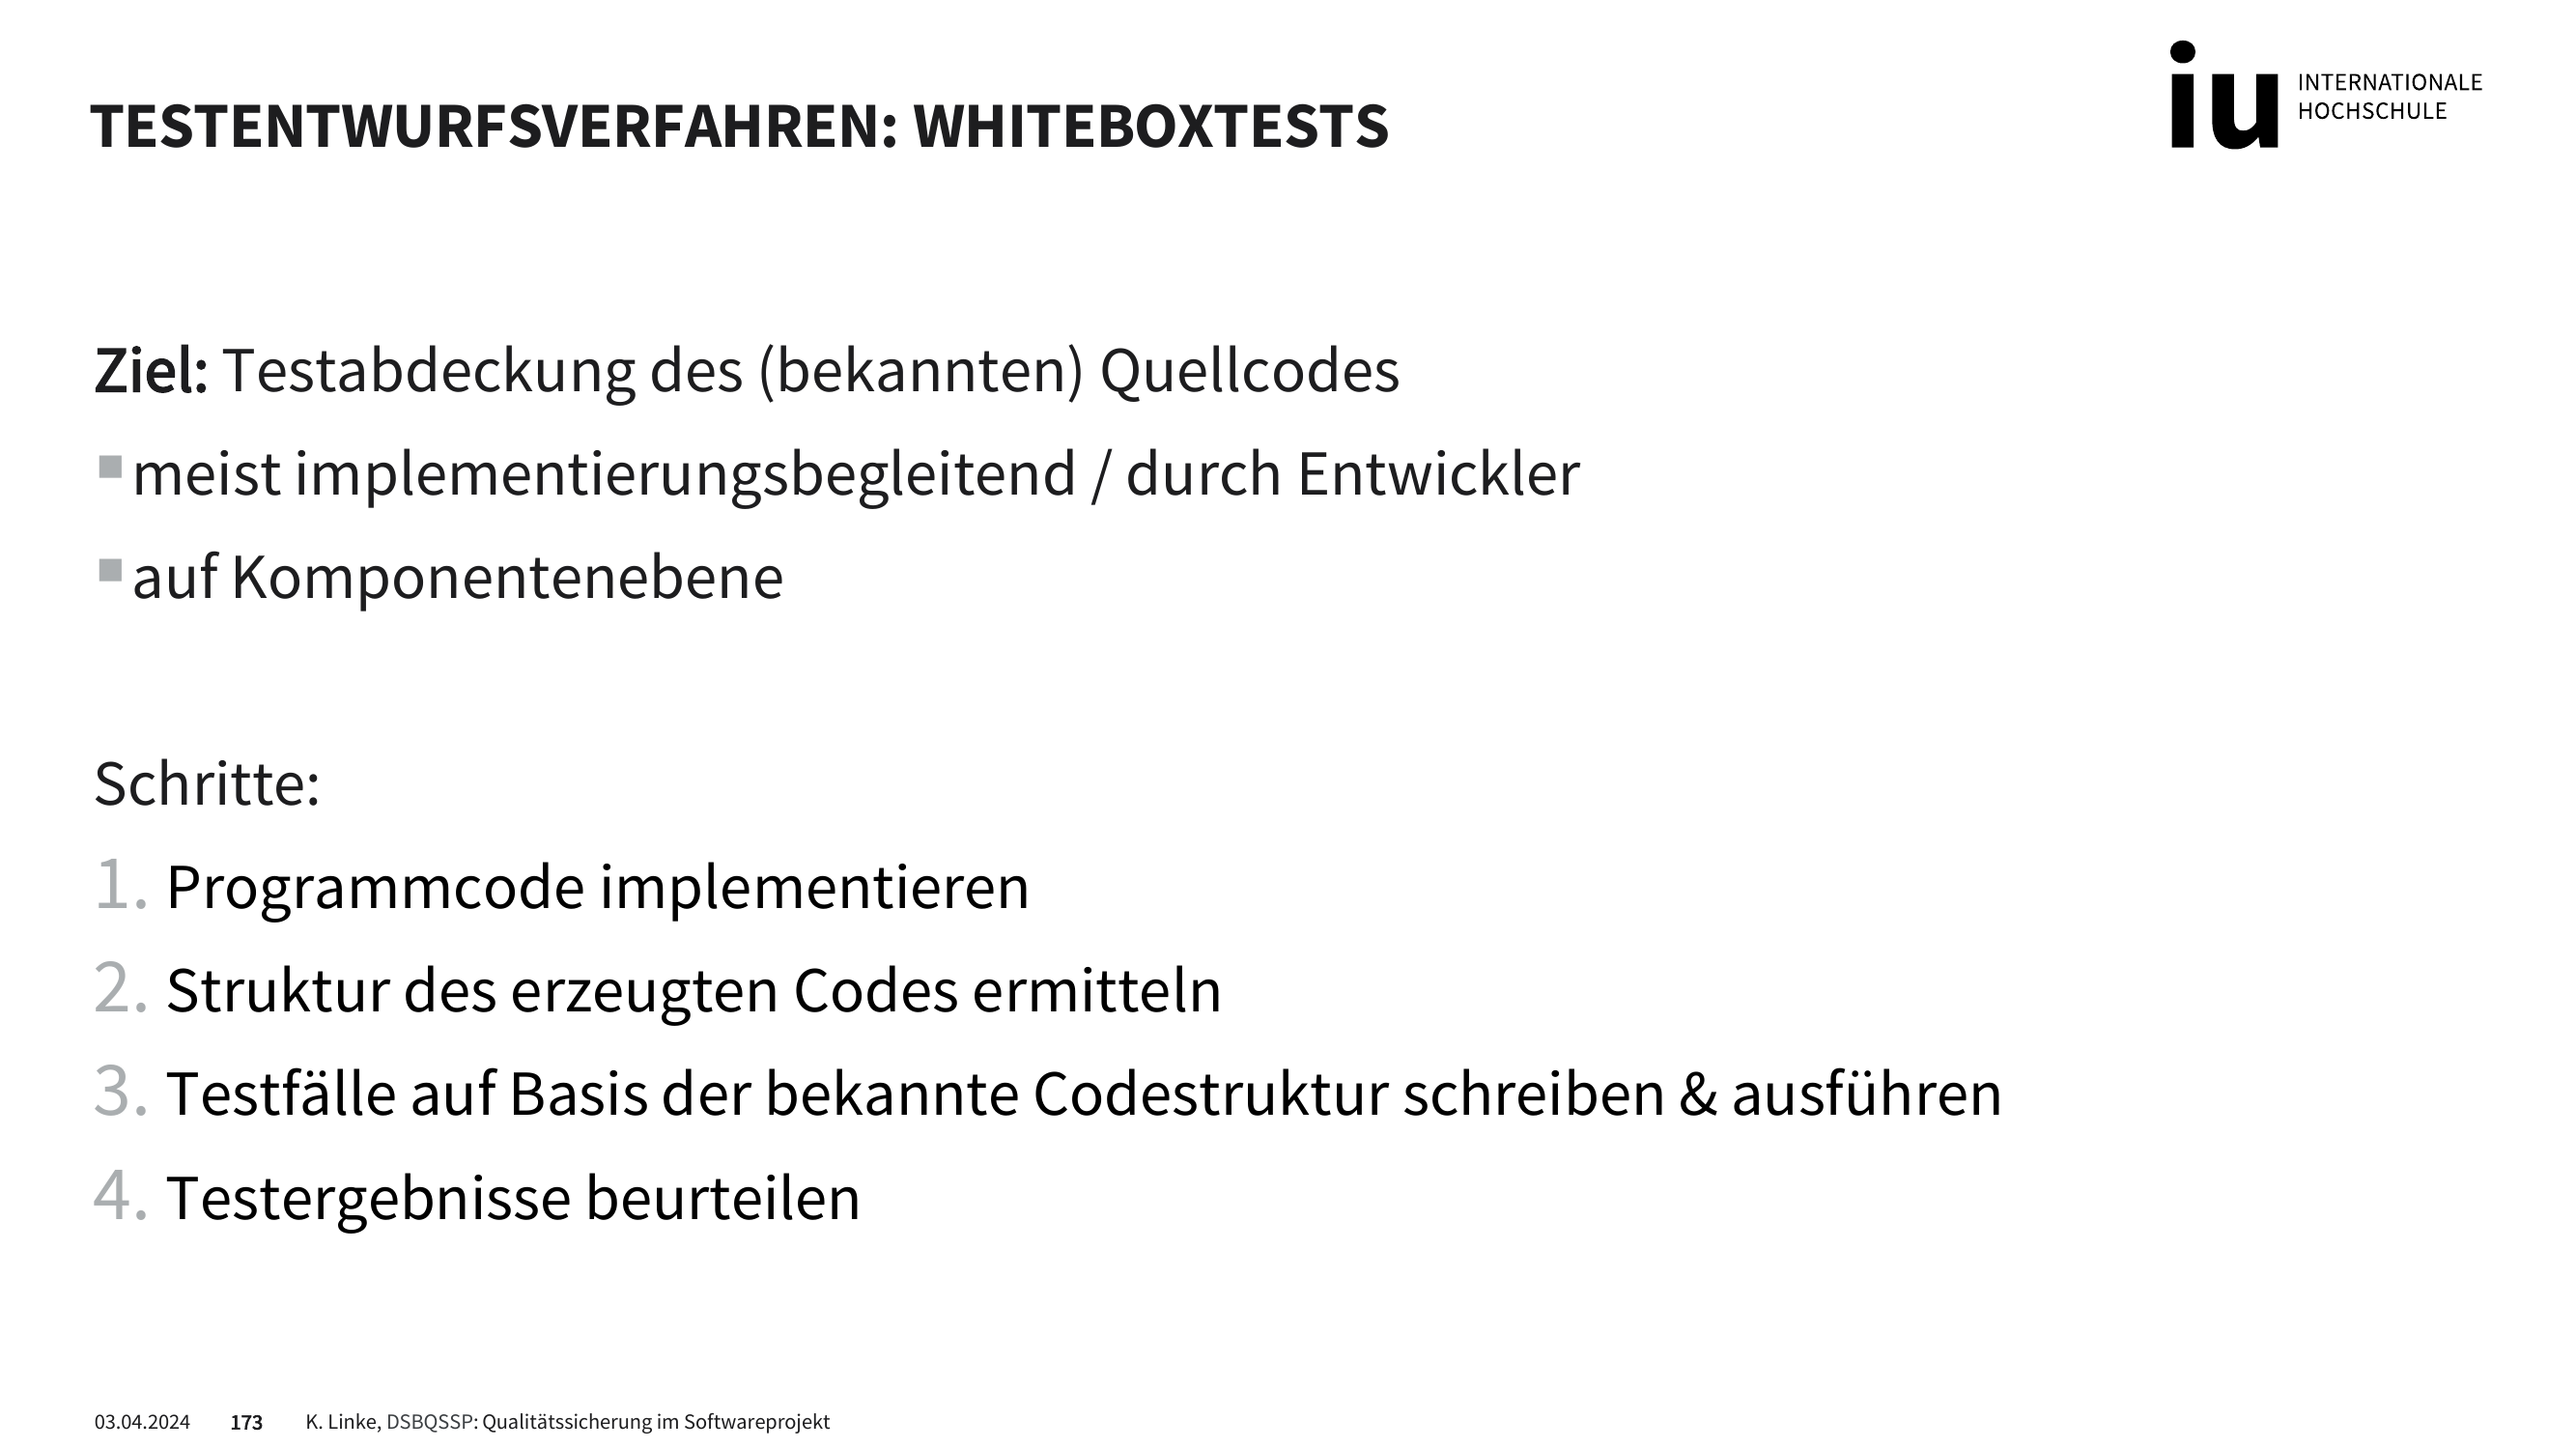 TESTENTWURFSVERFAHREN: WHITEBOXTESTS
iu INTERNATIONALE
HOCHSCHULE
Ziel: Testabdeckung des (bekannten) Quellcodes
▪ meist implementierungsbegleitend / durch Entwickler
▪ auf Komponentenebene
Schritte:
1. Programmcode implementieren
2. Struktur des erzeugten Codes ermitteln
3. Testfälle auf Basis der bekannte Codestruktur schreiben & ausführen
4. Testergebnisse beurteilen
03.04.2024 173 K. Linke, DSBQSSP: Qualitätssicherung im Softwareprojekt